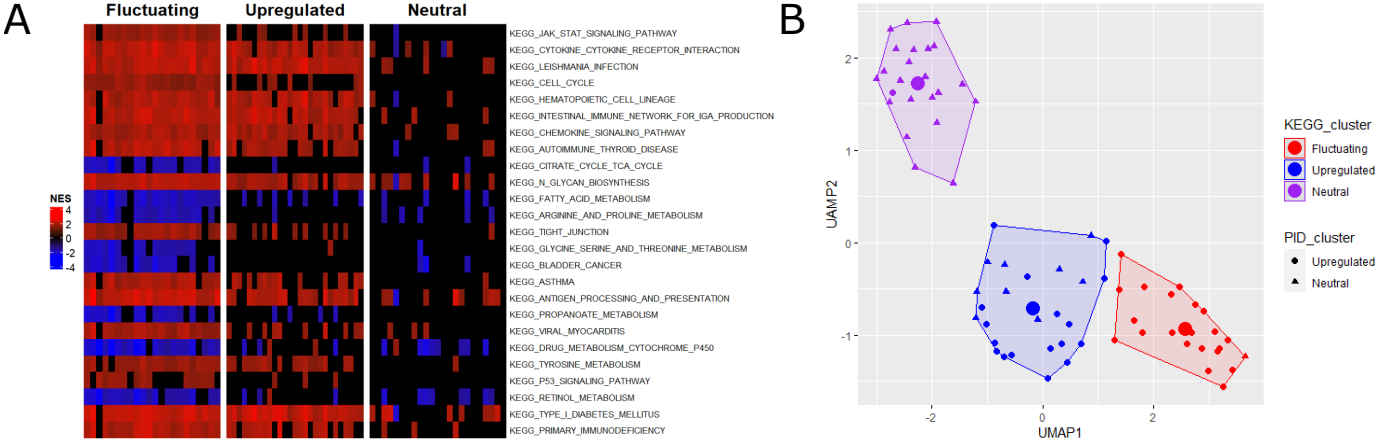 A
Fluctuating
Upregulated
Neutral
KEGG_JAK_STAT_SIGNALING_PATHWAY
KEGG_CYTOKINE_CYTOKINE_RECEPTOR_INTERACTION
KEGG_LEISHMANIA_INFECTION
KEGG_CELL_CYCLE
KEGG_HEMATOPOIETIC_CELL_LINEAGE
KEGG_INTESTINAL_IMMUNE_NETWORK_FOR_IGA_PRODUCTION
KEGG_CHEMOKINE_SIGNALING_PATHWAY
KEGG_AUTOIMMUNE_THYROID_DISEASE
KEGG_CITRATE_CYCLE_TCA_CYCLE
KEGG_N_GLYCAN_BIOSYNTHESIS
KEGG_FATTY_ACID_METABOLISM
KEGG_ARGININE_AND_PROLINE_METABOLISM
KEGG_TIGHT_JUNCTION
KEGG_GLYCINE_SERINE_AND_THREONINE_METABOLISM
KEGG_BLADDER_CANCER
KEGG_ASTHMA
KEGG_ANTIGEN_PROCESSING_AND_PRESENTATION
KEGG_PROPANOATE_METABOLISM
KEGG_VIRAL_MYOCARDITIS
KEGG_DRUG_METABOLISM_CYTOCHROME_P450
KEGG_TYROSINE_METABOLISM
KEGG_P53_SIGNALING_PATHWAY
KEGG_RETINOL_METABOLISM
KEGG_TYPE_I_DIABETES_MELLITUS
KEGG_PRIMARY_IMMUNODEFICIENCY
NES
4
2
0
-2
-4
B
UAMP2
2
1
0
-1
-2
0
2
UMAP1
KEGG_cluster
Fluctuating
Upregulated
Neutral
PID_cluster
Upregulated
Neutral